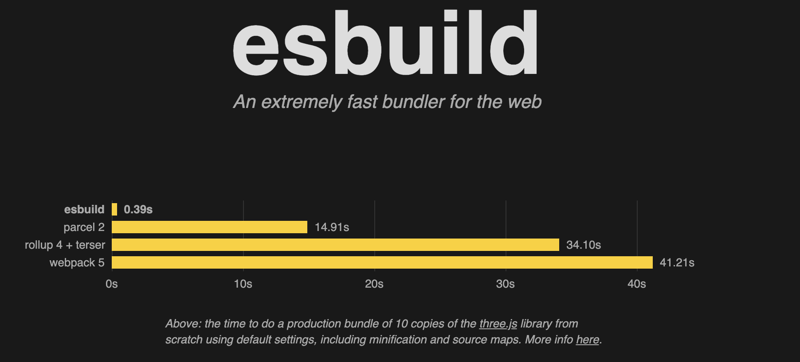 esbuild
An extremely fast bundler for the web
esbuild 0.39s
parcel 2 14.91s
rollup 4 + terser 34.10s
webpack 5 41.21s
0s 10s 20s 30s 40s
Above: the time to do a production bundle of 10 copies of the three.js library from
scratch using default settings, including minification and source maps. More info here.